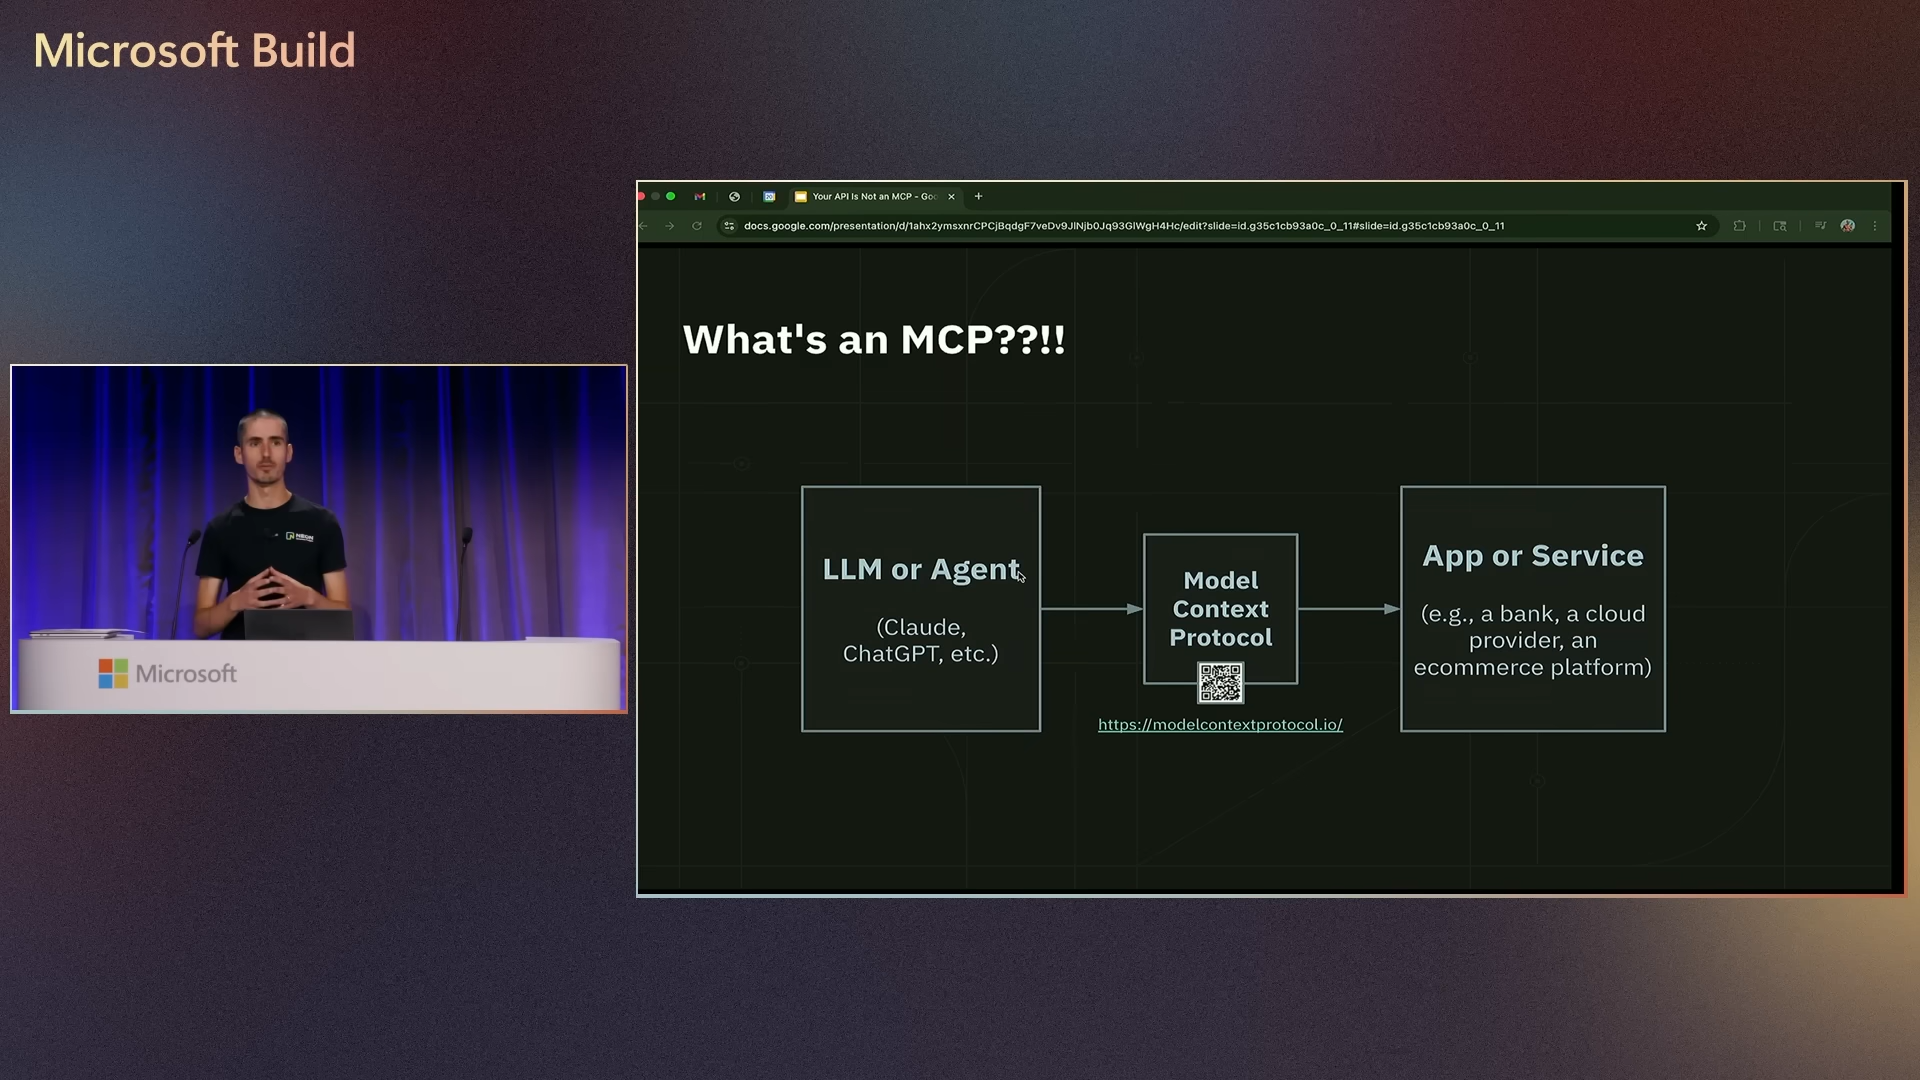 Microsoft Build
Your API Is Not an MCP - Goo
docs.google.com/presentation/d/1ahx2ymsxnrCPCjBqdgF7veDv9JlNjb0Jq93GlWgH4Hc/edit?slide=id.g35c1cb93a0c_0_11#slide=id.g35c1cb93a0c_0_11
What's an MCP??!!
LLM or Agent
(Claude,
ChatGPT, etc.)
Model
Context
Protocol
https://modelcontextprotocol.io/
App or Service
(e.g., a bank, a cloud
provider, an
ecommerce platform)
NEON
Microsoft